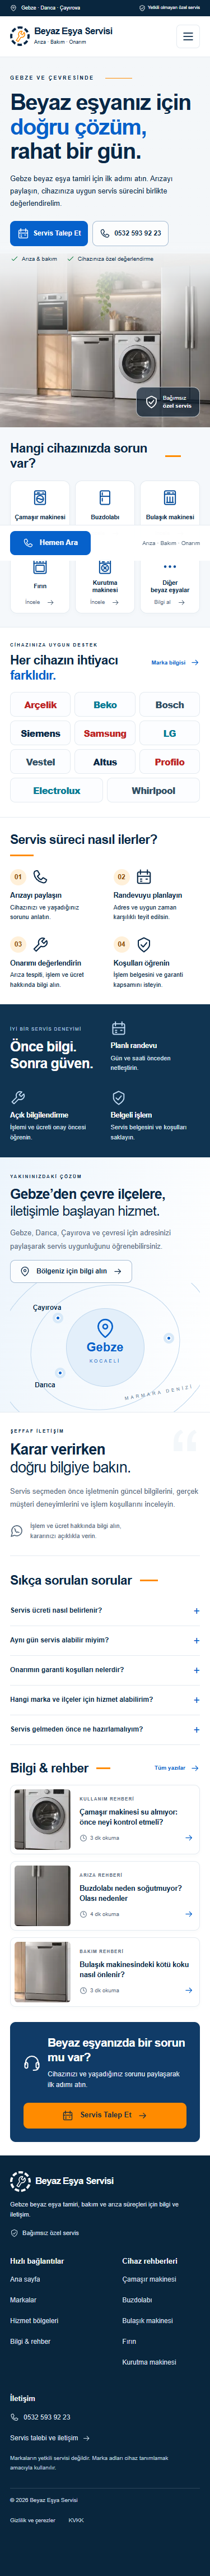 Gebze · Darıca · Çayırova
Yetkili olmayan özel servis
Beyaz Eşya Servisi
Arıza · Bakım · Onarım
GEBZE VE ÇEVRESİNDE
Beyaz eşyanız için
doğru çözüm,
rahat bir gün.
Gebze beyaz eşya tamiri için ilk adımı atın. Arızayı
paylaşın, cihazınıza uygun servis sürecini birlikte
değerlendirelim.
Servis Talep Et
0532 593 92 23
Arıza & bakım
Cihazınıza özel değerlendirme
Bağımsız
özel servis
Hangi cihazınızda sorun
var?
Çamaşır makinesi
Buzdolabı
Bulaşık makinesi
Hemen Ara
Arıza · Bakım · Onarım
Fırın
Kurutma
makinesi
Diğer
beyaz eşyalar
İncele
İncele
Bilgi al
CİHAZINIZA UYGUN DESTEK
Her cihazın ihtiyacı
farklıdır.
Marka bilgisi
Arçelik
Beko
Bosch
Siemens
Samsung
LG
Vestel
Altus
Profilo
Electrolux
Whirlpool
Servis süreci nasıl ilerler?
01
Arızayı paylaşın
Cihazınızı ve yaşadığınız
sorunu anlatın.
02
Randevuyu planlayın
Adres ve uygun zaman
karşılıklı teyit edilsin.
03
Onarımı değerlendirin
Arıza tespiti, işlem ve ücret
hakkında bilgi alın.
04
Koşulları öğrenin
İşlem belgesini ve garanti
kapsamını isteyin.
İYİ BİR SERVİS DENEYİMİ
Önce bilgi.
Sonra güven.
Planlı randevu
Gün ve saati önceden
netleştirin.
Açık bilgilendirme
İşlemi ve ücreti onay öncesi
öğrenin.
Belgeli işlem
Servis belgesini ve koşulları
saklayın.
YAKINIНIZDAKİ ÇÖZÜM
Gebze’den çevre ilçelere,
iletişimle başlayan hizmet.
Gebze, Darıca, Çayırova ve çevresi için adresinizi
paylaşarak servis uygunluğunu öğrenebilirsiniz.
Bölgeniz için bilgi alın
Çayırova
Gebze
KOCAELİ
Darıca
MARMARA DENİZİ
ŞEFFAF İLETİŞİM
Karar verirken
doğru bilgiye bakın.
Servis seçmeden önce işletmenin güncel bilgilerini, gerçek
müşteri deneyimlerini ve işlem koşullarını inceleyin.
İşlem ve ücret hakkında bilgi alın,
kararınızı açıklıkla verin.
Sıkça sorulan sorular
Servis ücreti nasıl belirlenir?
Aynı gün servis alabilir miyim?
Onarımın garanti koşulları nelerdir?
Hangi marka ve ilçeler için hizmet alabilirim?
Servis gelmeden önce ne hazırlamalıyım?
Bilgi & rehber
Tüm yazılar
KULLANIM REHBERİ
Çamaşır makinesi su almıyor:
önce neyi kontrol etmeli?
3 dk okuma
ARIZA REHBERİ
Buzdolabı neden soğutmuyor?
Olası nedenler
4 dk okuma
BAKIM REHBERİ
Bulaşık makinesindeki kötü koku
nasıl önlenir?
3 dk okuma
Beyaz eşyanızda bir sorun
mu var?
Cihazınızı ve yaşadığınız sorunu paylaşarak
ilk adımı atın.
Servis Talep Et
Beyaz Eşya Servisi
Gebze beyaz eşya tamiri, bakım ve arıza süreçleri için bilgi ve
iletişim.
Bağımsız özel servis
Hızlı bağlantılar
Ana sayfa
Markalar
Hizmet bölgeleri
Bilgi & rehber
Cihaz rehberleri
Çamaşır makinesi
Buzdolabı
Bulaşık makinesi
Fırın
Kurutma makinesi
İletişim
0532 593 92 23
Servis talebi ve iletişim
Markaların yetkili servisi değildir. Marka adları cihaz tanımlamak
amacıyla kullanılır.
© 2026 Beyaz Eşya Servisi
Gizlilik ve çerezler
KVKK